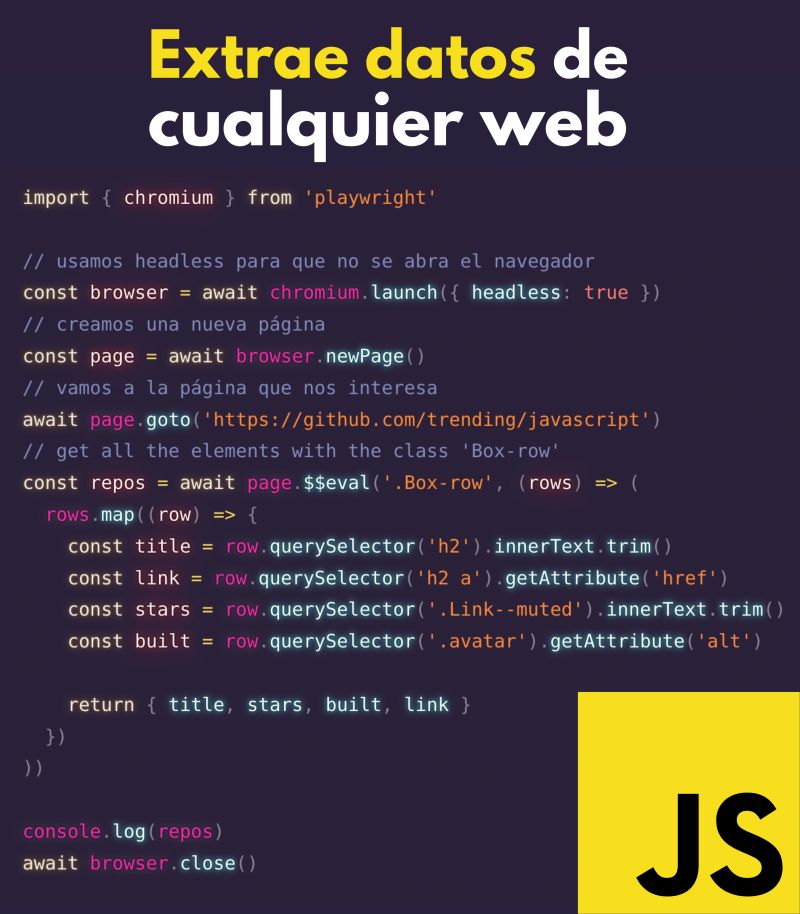 Extrae datos de
cualquier web
import { chromium } from 'playwright'
// usamos headless para que no se abra el navegador
const browser = await chromium.launch({ headless: true })
// creamos una nueva página
const page = await browser.newPage()
// vamos a la página que nos interesa
await page.goto('https://github.com/trending/javascript')
// get all the elements with the class 'Box-row'
const repos = await page.$$eval('.Box-row', (rows) => (
  rows.map((row) => {
    const title = row.querySelector('h2').innerText.trim()
    const link = row.querySelector('h2 a').getAttribute('href')
    const stars = row.querySelector('.Link--muted').innerText.trim()
    const built = row.querySelector('.avatar').getAttribute('alt')
    return { title, stars, built, link }
  })
))
console.log(repos)
await browser.close()
JS